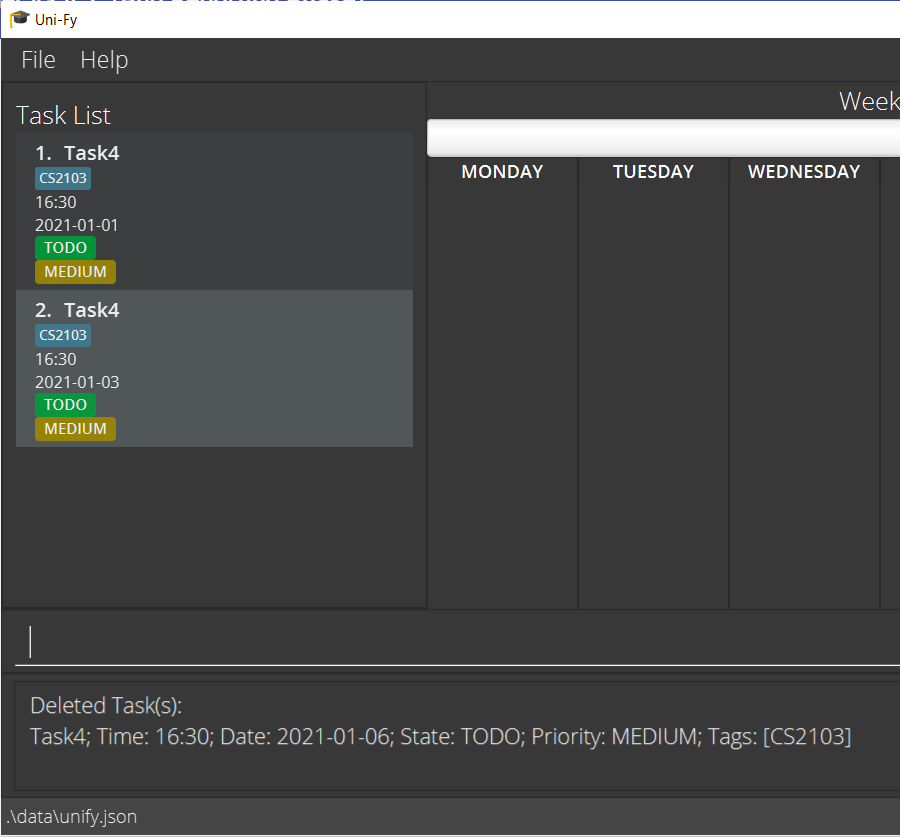 Uni-Fy
File Help
Task List
1. Task4
CS2103
16:30
2021-01-01
TODO
MEDIUM
2. Task4
CS2103
16:30
2021-01-03
TODO
MEDIUM
Week
MONDAY TUESDAY WEDNESDAY
Deleted Task(s):
Task4; Time: 16:30; Date: 2021-01-06; State: TODO; Priority: MEDIUM; Tags: [CS2103]
.\data\unify.json